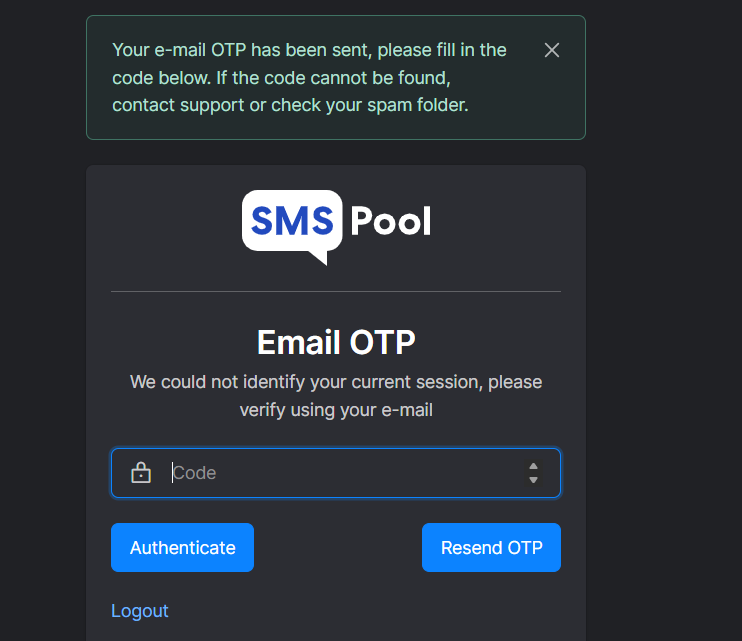 Your e-mail OTP has been sent, please fill in the
code below. If the code cannot be found,
contact support or check your spam folder.
SMS Pool
Email OTP
We could not identify your current session, please
verify using your e-mail
Code
Authenticate
Resend OTP
Logout